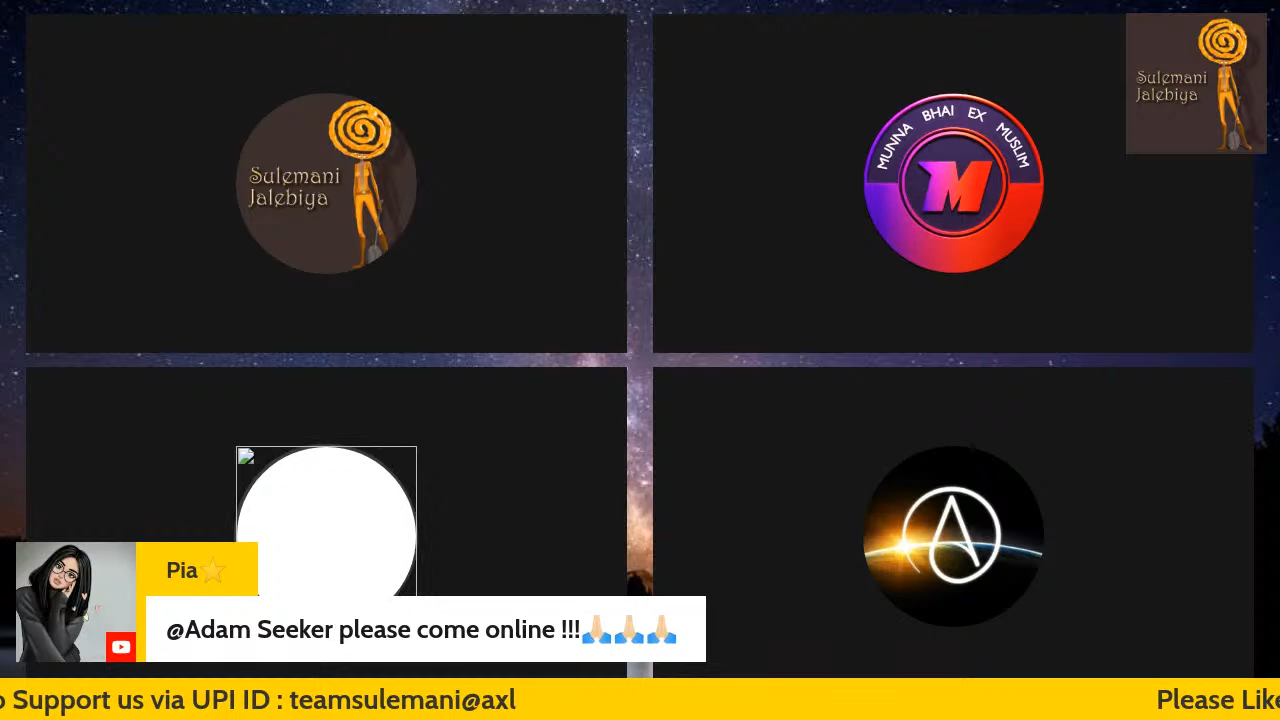 Sulemani
Jalebiya
MUNNA BHAI EX MUSLIM
M
Sulemani
Jalebiya
Pia⭐
@Adam Seeker please come online !!!🙏🏻🙏🏻🙏🏻
Support us via UPI ID : teamsulemani@axl
Please Like